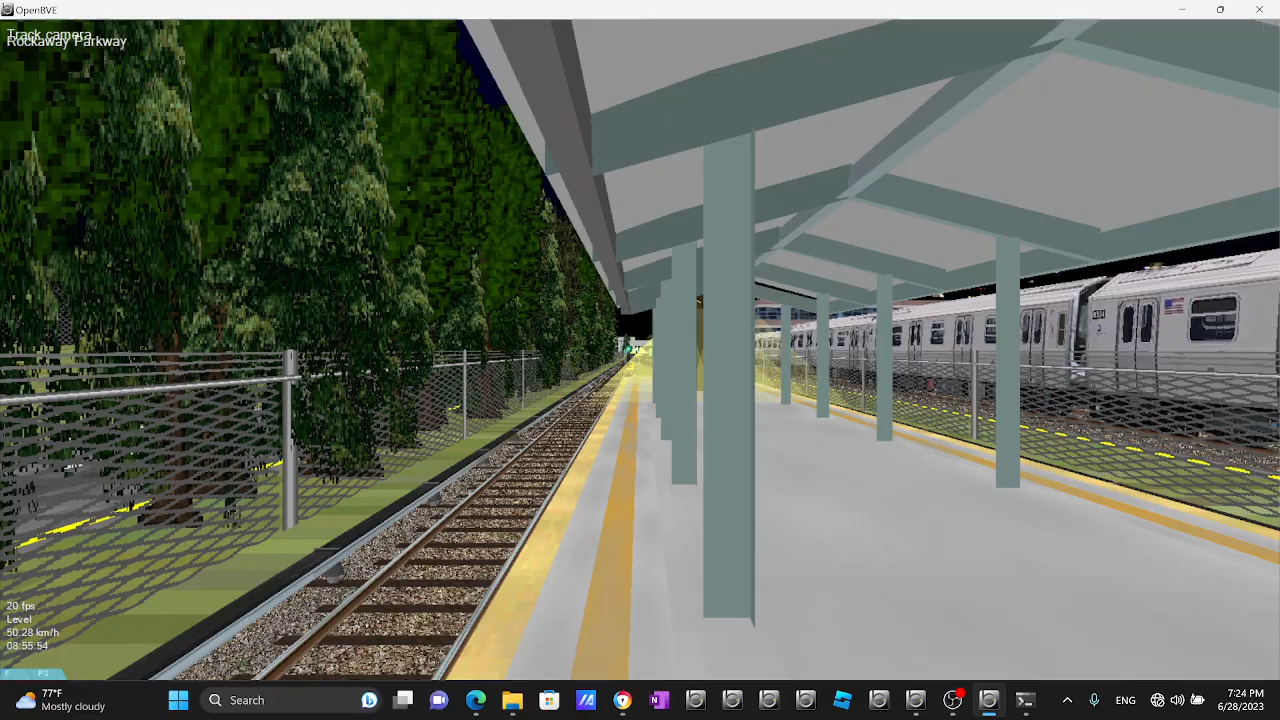 OpenBVE
Track camera
Rockaway Parkway
20 fps
Level
50.28 km/h
08:55:54
F P1
77°F
Mostly cloudy
Search
ENG
7:24 PM
6/28/2023